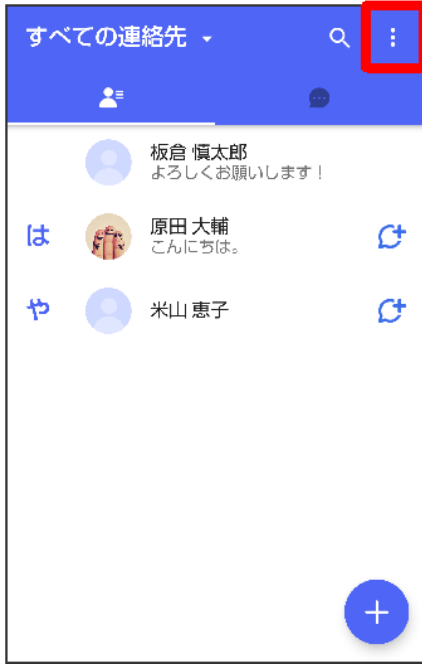 すべての連絡先
板倉 慎太郎
よろしくお願いします！
は
原田 大輔
こんにちは。
や
米山 恵子